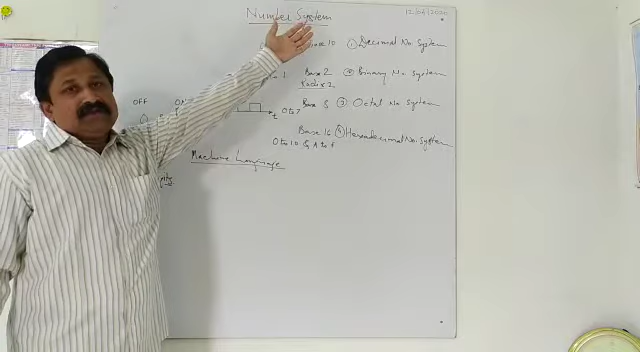 Number System
12/04/2020
Base 10 ① Decimal No. System
OFF ON 1 Base 2 ② Binary No System
Radix 2
t 0 to 7 Base 8 ③ Octal No System
Base 16 ④ Hexadecimal No. System
0 to 10 & A to f
Machine Language